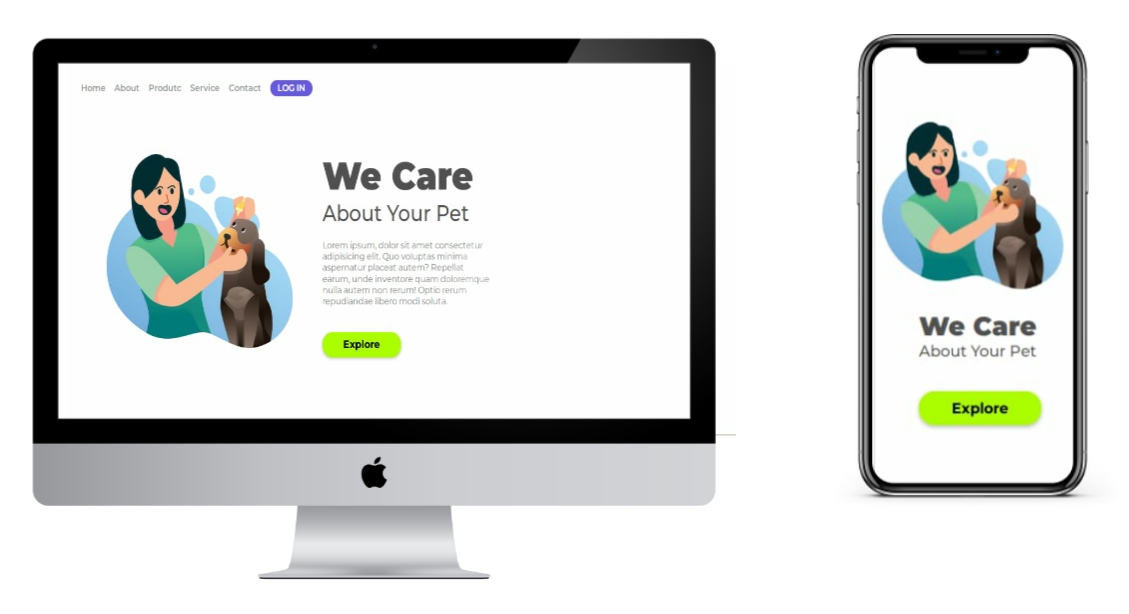 Home About Produtc Service Contact LOG IN
We Care
About Your Pet
Lorem ipsum, dolor sit amet consectetur
adipisicing elit. Quo voluptas minima
aspernatur placeat autem? Repellat
earum, unde inventore quam doloremque
nulla autem non rerum! Optio rerum
repudiandae libero modi soluta.
Explore
We Care
About Your Pet
Explore